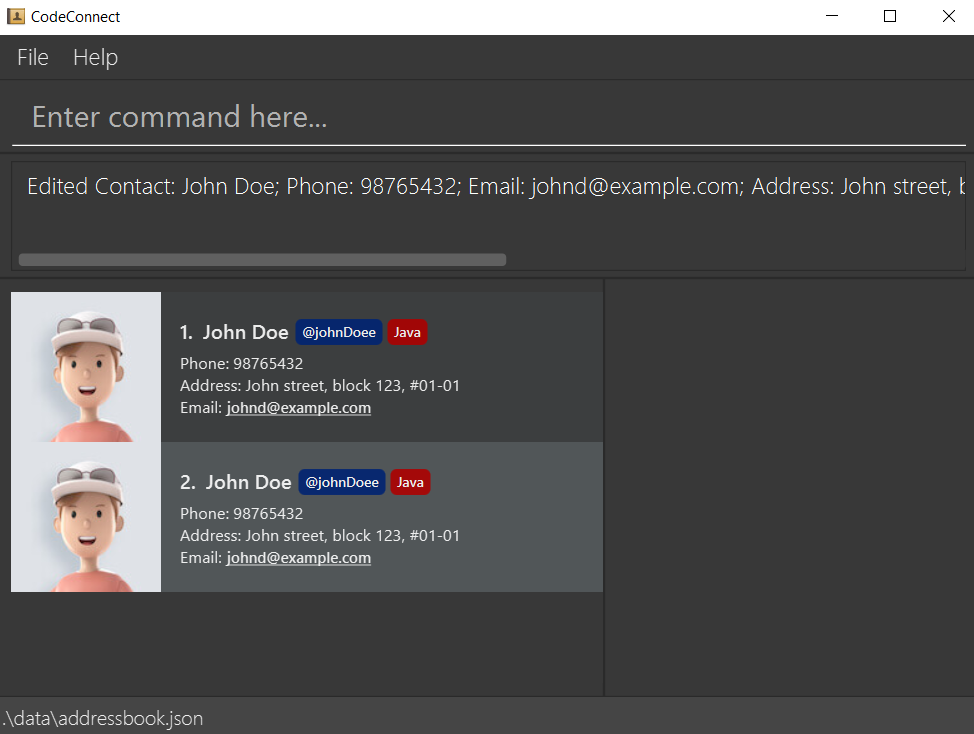 CodeConnect
File Help
Enter command here...
Edited Contact: John Doe; Phone: 98765432; Email: johnd@example.com; Address: John street,
1. John Doe @johnDoee Java
Phone: 98765432
Address: John street, block 123, #01-01
Email: johnd@example.com
2. John Doe @johnDoee Java
Phone: 98765432
Address: John street, block 123, #01-01
Email: johnd@example.com
.\data\addressbook.json